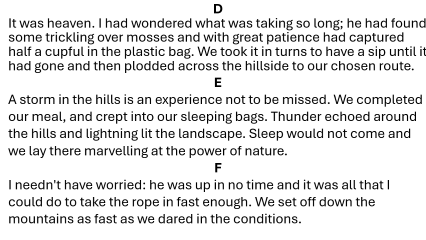 D
It was heaven. I had wondered what was taking so long; he had found
some trickling over mosses and with great patience had captured
half a cupful in the plastic bag. We took it in turns to have a sip until it
had gone and then plodded across the hillside to our chosen route.
E
A storm in the hills is an experience not to be missed. We completed
our meal, and crept into our sleeping bags. Thunder echoed around
the hills and lightning lit the landscape. Sleep would not come and
we lay there marvelling at the power of nature.
F
I needn't have worried: he was up in no time and it was all that I
could do to take the rope in fast enough. We set off down the
mountains as fast as we dared in the conditions.